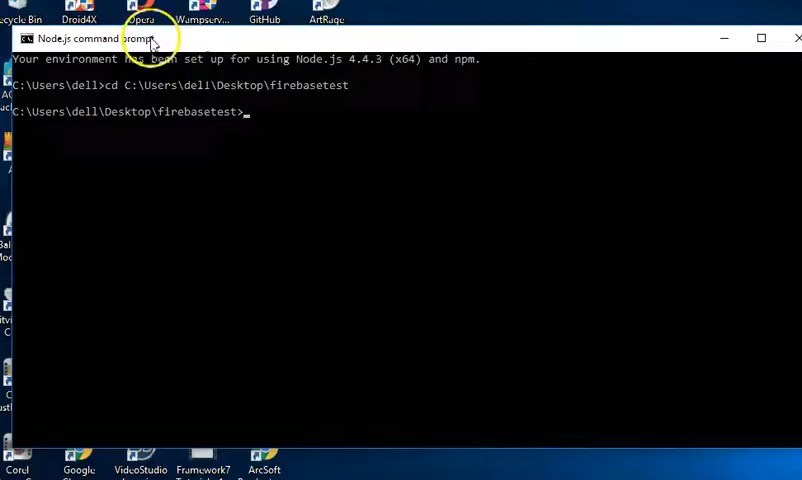 ecycle Bin Droid4X Opera Wampserv... GitHub ArtRage
Node.js command prompt
Your environment has been set up for using Node.js 4.4.3 (x64) and npm.
C:\Users\dell>cd C:\Users\dell\Desktop\firebasetest
C:\Users\dell\Desktop\firebasetest>
Corel Google VideoStudio Framework7 ArcSoft